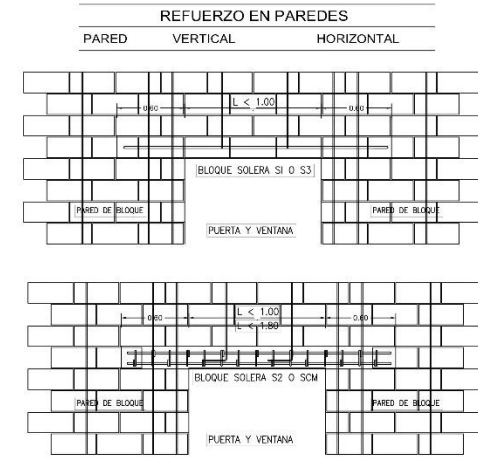 REFUERZO EN PAREDES
PARED VERTICAL HORIZONTAL
0.60 L < 1.00 0.60
BLOQUE SOLERA SI O S3
PARED DE BLOQUE PARED DE BLOQUE
PUERTA Y VENTANA
L < 1.00
0.60 0.60
L < 1.80
BLOQUE SOLERA S2 O SCM
PARED DE BLOQUE PARED DE BLOQUE
PUERTA Y VENTANA